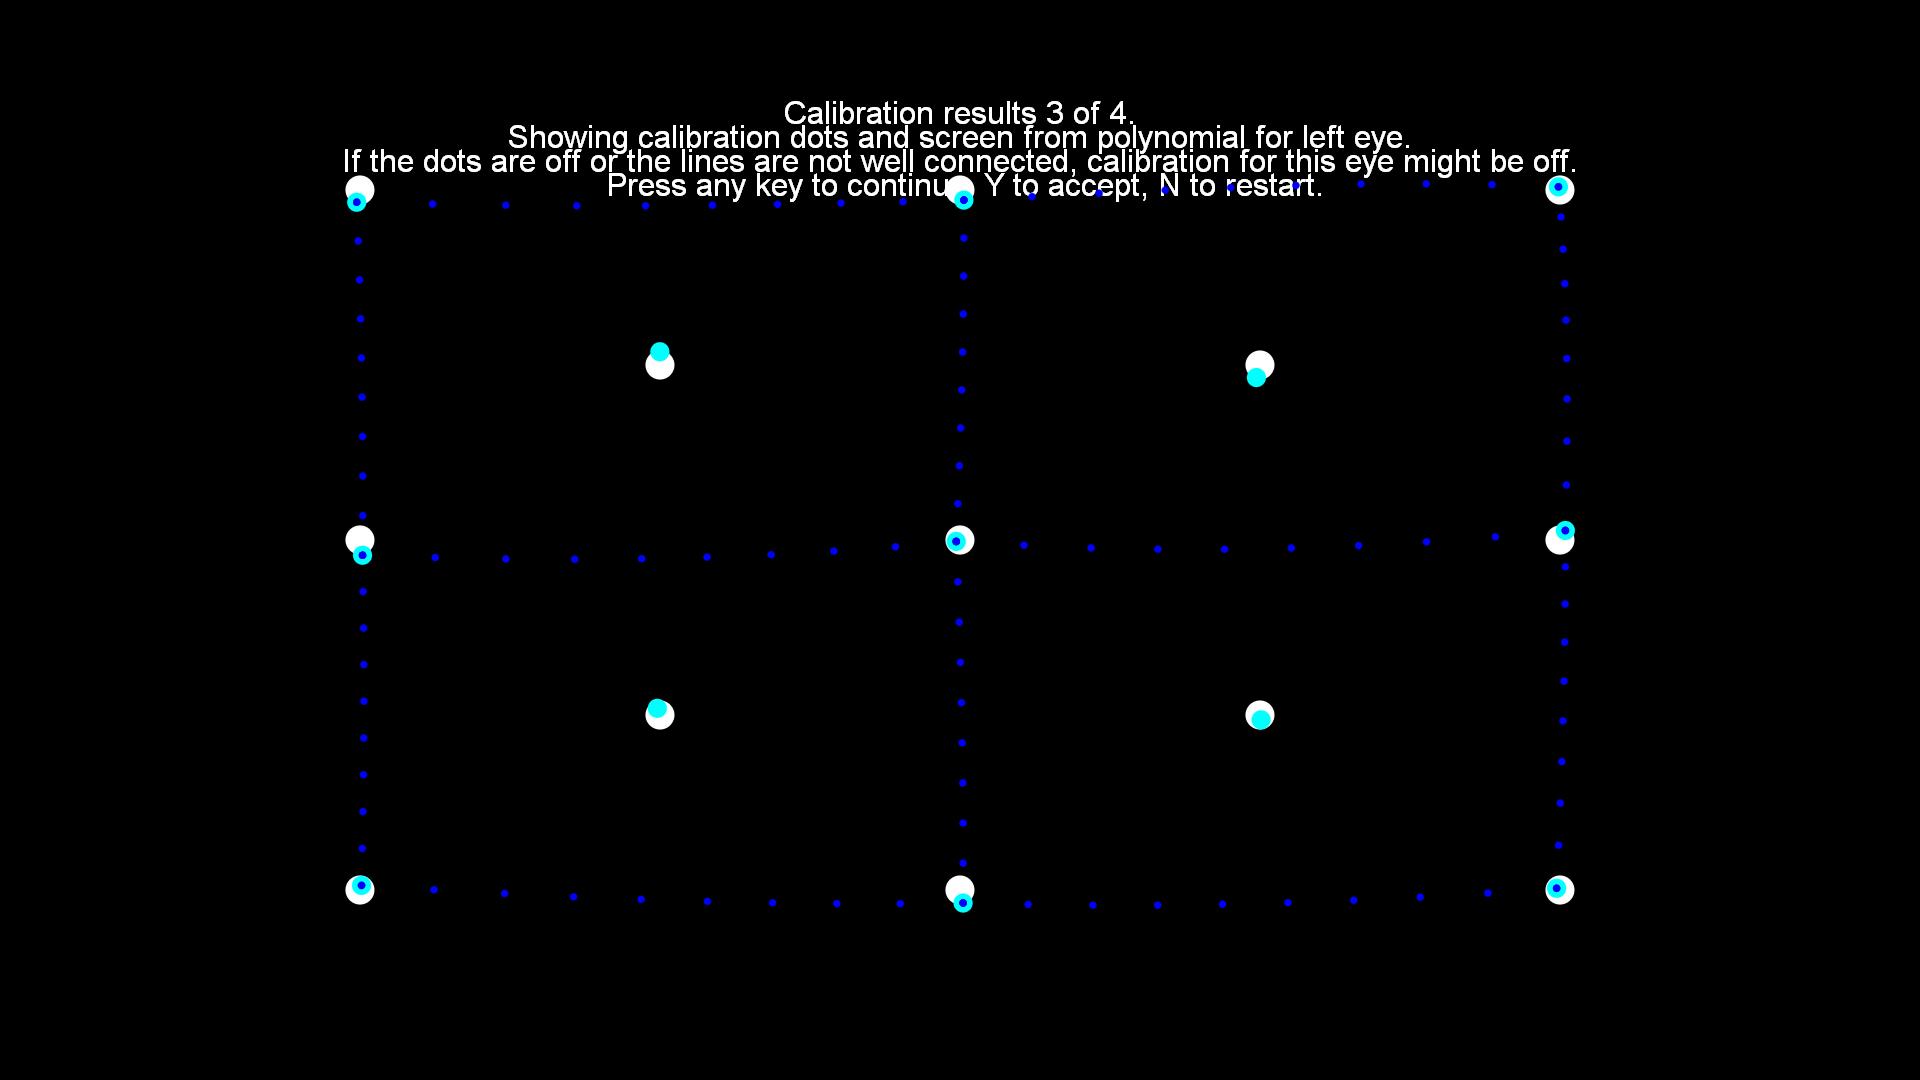 Calibration results 3 of 4.
Showing calibration dots and screen from polynomial for left eye.
If the dots are off or the lines are not well connected, calibration for this eye might be off.
Press any key to continue, Y to accept, N to restart.